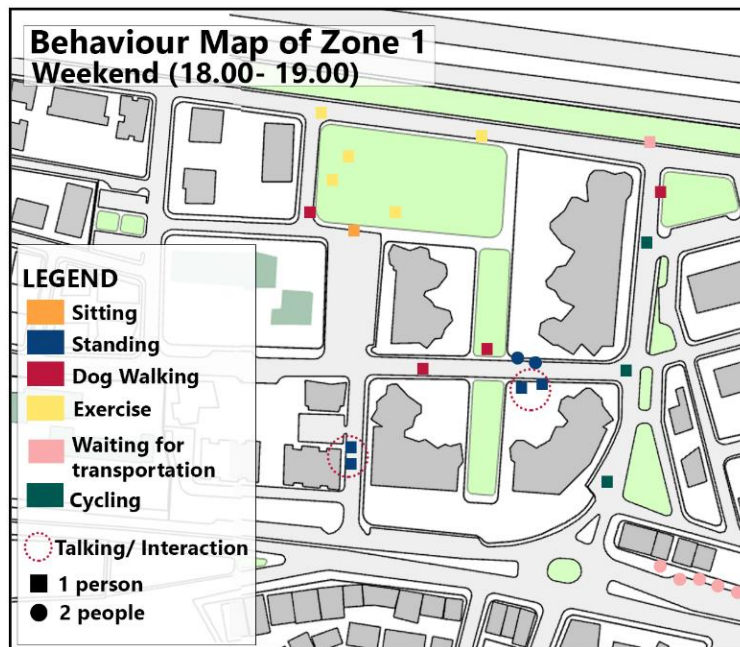 Behaviour Map of Zone 1
Weekend (18.00- 19.00)
LEGEND
Sitting
Standing
Dog Walking
Exercise
Waiting for
transportation
Cycling
Talking/ Interaction
1 person
2 people